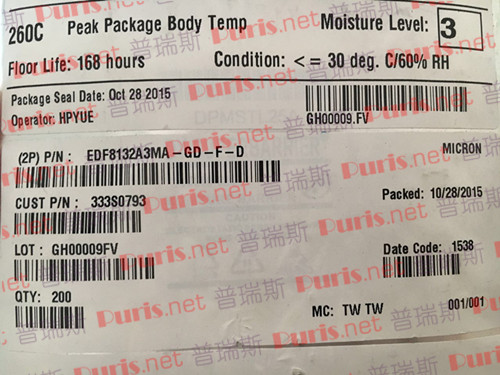 260C Peak Package Body Temp Moisture Level: 3
Floor Life: 168 hours Condition: <= 30 deg. C/60% RH
Package Seal Date: Oct 28 2015
Operator: HPYUE GH00009.FV
(2P) P/N: EDF8132A3MA-GD-F-D MICRON
CUST P/N: 333S0793 Packed: 10/28/2015
LOT: GH00009FV Date Code: 1538
QTY: 200
MC: TW TW 001/001
Puris.net 普瑞斯